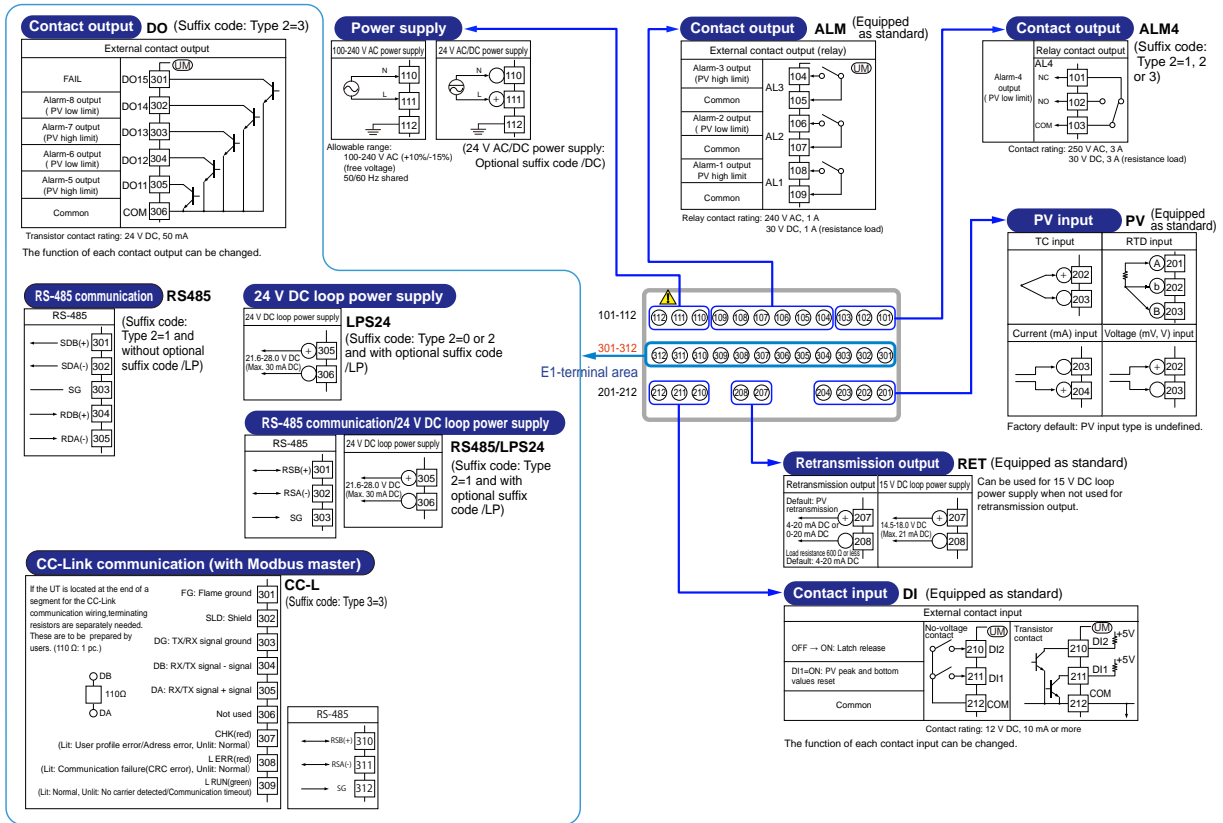 Contact output DO (Suffix code: Type 2=3)
External contact output
UM
FAIL
DO15 301
Alarm-8 output
( PV low limit)
DO14 302
Alarm-7 output
(PV high limit)
DO13 303
Alarm-6 output
( PV low limit)
DO12 304
Alarm-5 output
(PV high limit)
DO11 305
Common
COM 306
Transistor contact rating: 24 V DC, 50 mA
The function of each contact output can be changed.
Power supply
100-240 V AC power supply
N 110
L 111
112
24 V AC/DC power supply
N - 110
L + 111
112
Allowable range:
100-240 V AC (+10%/-15%)
(free voltage)
50/60 Hz shared
(24 V AC/DC power supply:
Optional suffix code /DC)
Contact output ALM (Equipped
as standard)
External contact output (relay)
UM
Alarm-3 output
(PV high limit)
104
AL3
Common
105
Alarm-2 output
( PV low limit)
106
AL2
Common
107
Alarm-1 output
PV high limit)
108
AL1
Common
109
Relay contact rating: 240 V AC, 1 A
30 V DC, 1 A (resistance load)
Contact output ALM4
(Suffix code:
Type 2=1, 2
or 3)
Relay contact output
Alarm-4
output
( PV low limit)
AL4
NC 101
NO 102
COM 103
Contact rating: 250 V AC, 3 A
30 V DC, 3 A (resistance load)
PV input PV (Equipped
as standard)
TC input
+ 202
- 203
RTD input
A 201
b 202
B 203
Current (mA) input
- 203
+ 204
Voltage (mV, V) input
+ 202
- 203
Factory default: PV input type is undefined.
101-112
112 111 110 109 108 107 106 105 104 103 102 101
301-312
312 311 310 309 308 307 306 305 304 303 302 301
E1-terminal area
201-212
212 211 210 208 207 204 203 202 201
RS-485 communication RS485
RS-485
SDB(+) 301
SDA(-) 302
SG 303
RDB(+) 304
RDA(-) 305
(Suffix code:
Type 2=1 and
without optional
suffix code /LP)
24 V DC loop power supply
24 V DC loop power supply
21.6-28.0 V DC
(Max. 30 mA DC)
+ 305
- 306
LPS24
(Suffix code: Type 2=0 or 2
and with optional suffix code
/LP)
RS-485 communication/24 V DC loop power supply
RS-485
RSB(+) 301
RSA(-) 302
SG 303
24 V DC loop power supply
21.6-28.0 V DC
(Max. 30 mA DC)
+ 305
- 306
RS485/LPS24
(Suffix code: Type
2=1 and with
optional suffix
code /LP)
Retransmission output RET (Equipped as standard)
Retransmission output
Default: PV
retransmission
4-20 mA DC or
0-20 mA DC
+ 207
- 208
Load resistance 600 Ω or less
Default: 4-20 mA DC
15 V DC loop power supply
14.5-18.0 V DC
(Max. 21 mA DC)
+ 207
- 208
Can be used for 15 V DC loop
power supply when not used for
retransmission output.
CC-Link communication (with Modbus master)
If the UT is located at the end of a
segment for the CC-Link
communication wiring,terminating
resistors are separately needed.
These are to be prepared by
users. (110 Ω: 1 pc.)
DB
110Ω
DA
CC-L
(Suffix code: Type 3=3)
FG: Flame ground 301
SLD: Shield 302
DG: TX/RX signal ground 303
DB: RX/TX signal - signal 304
DA: RX/TX signal + signal 305
Not used 306
CHK(red)
(Lit: User profile error/Adress error, Unlit: Normal)
307
L ERR(red)
(Lit: Communication failure(CRC error), Unlit: Normal)
308
L RUN(green)
(Lit: Normal, Unlit: No carrier detected/Communication timeout)
309
RS-485
RSB(+) 310
RSA(-) 311
SG 312
Contact input DI (Equipped as standard)
External contact input
OFF → ON: Latch release
DI1=ON: PV peak and bottom
values reset
Common
No-voltage
contact
UM
210 DI2
211 DI1
212 COM
Transistor
contact
UM
210 DI2 +5V
211 DI1 +5V
212 COM
Contact rating: 12 V DC, 10 mA or more
The function of each contact input can be changed.